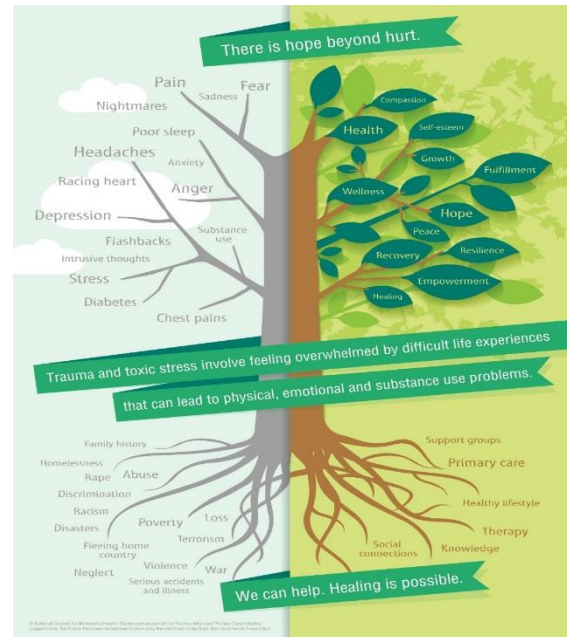 There is hope beyond hurt.
Pain
Fear
Sadness
Nightmares
Poor sleep
Headaches
Anxiety
Racing heart
Anger
Depression
Substance
use
Flashbacks
Intrusive thoughts
Stress
Diabetes
Chest pains
Compassion
Health
Self-esteem
Growth
Fulfillment
Wellness
Hope
Peace
Recovery
Resilience
Empowerment
Healing
Trauma and toxic stress involve feeling overwhelmed by difficult life experiences
that can lead to physical, emotional and substance use problems.
Family history
Homelessness
Rape
Abuse
Discrimination
Racism
Disasters
Poverty
Loss
Terrorism
Fleeing home
country
Violence
War
Neglect
Serious accidents
and illness
Support groups
Primary care
Healthy lifestyle
Therapy
Social
connections
Knowledge
We can help. Healing is possible.